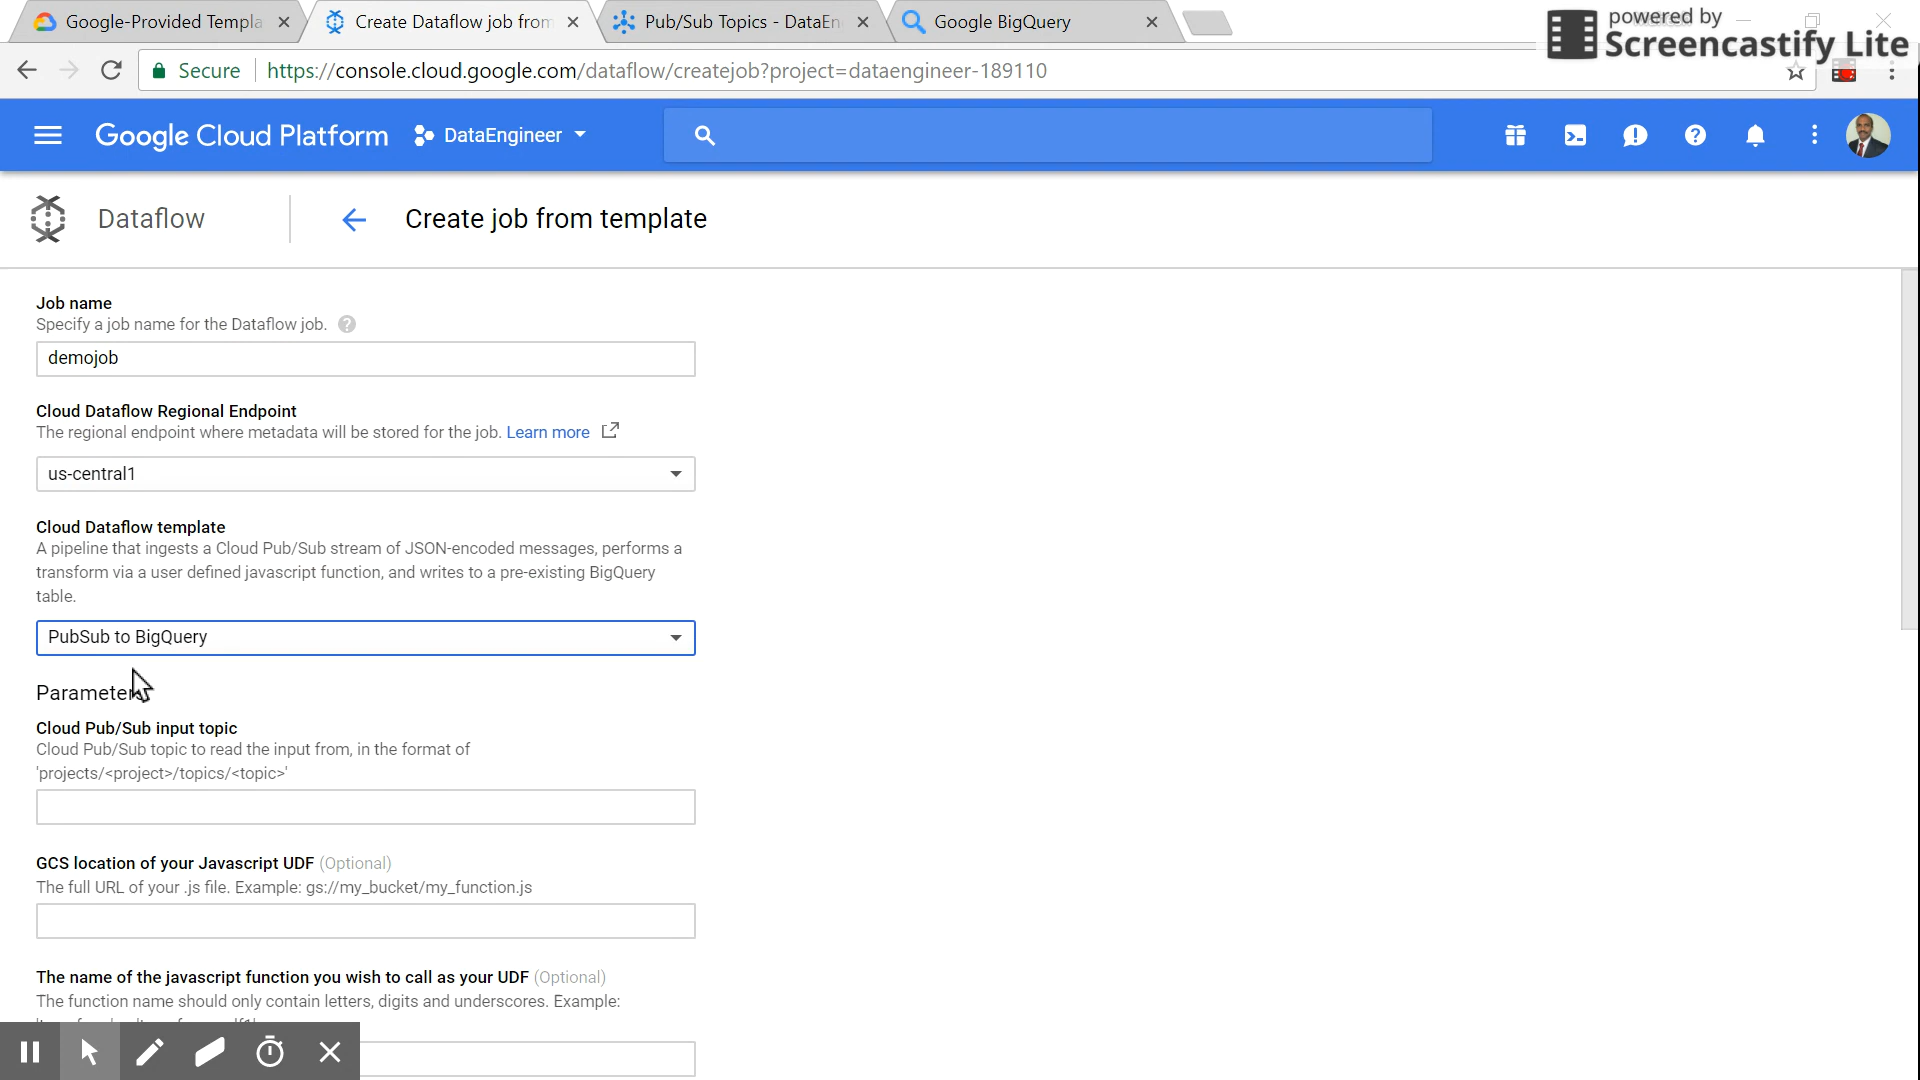 Google-Provided Templa
Create Dataflow job from
Pub/Sub Topics - DataEn
Google BigQuery
powered by
Screencastify Lite
Secure
https://console.cloud.google.com/dataflow/createjob?project=dataengineer-189110
Google Cloud Platform
DataEngineer
Dataflow
Create job from template
Job name
Specify a job name for the Dataflow job.
demojob
Cloud Dataflow Regional Endpoint
The regional endpoint where metadata will be stored for the job. Learn more
us-central1
Cloud Dataflow template
A pipeline that ingests a Cloud Pub/Sub stream of JSON-encoded messages, performs a
transform via a user defined javascript function, and writes to a pre-existing BigQuery
table.
PubSub to BigQuery
Parameters
Cloud Pub/Sub input topic
Cloud Pub/Sub topic to read the input from, in the format of
'projects/<project>/topics/<topic>'
GCS location of your Javascript UDF (Optional)
The full URL of your .js file. Example: gs://my_bucket/my_function.js
The name of the javascript function you wish to call as your UDF (Optional)
The function name should only contain letters, digits and underscores. Example: